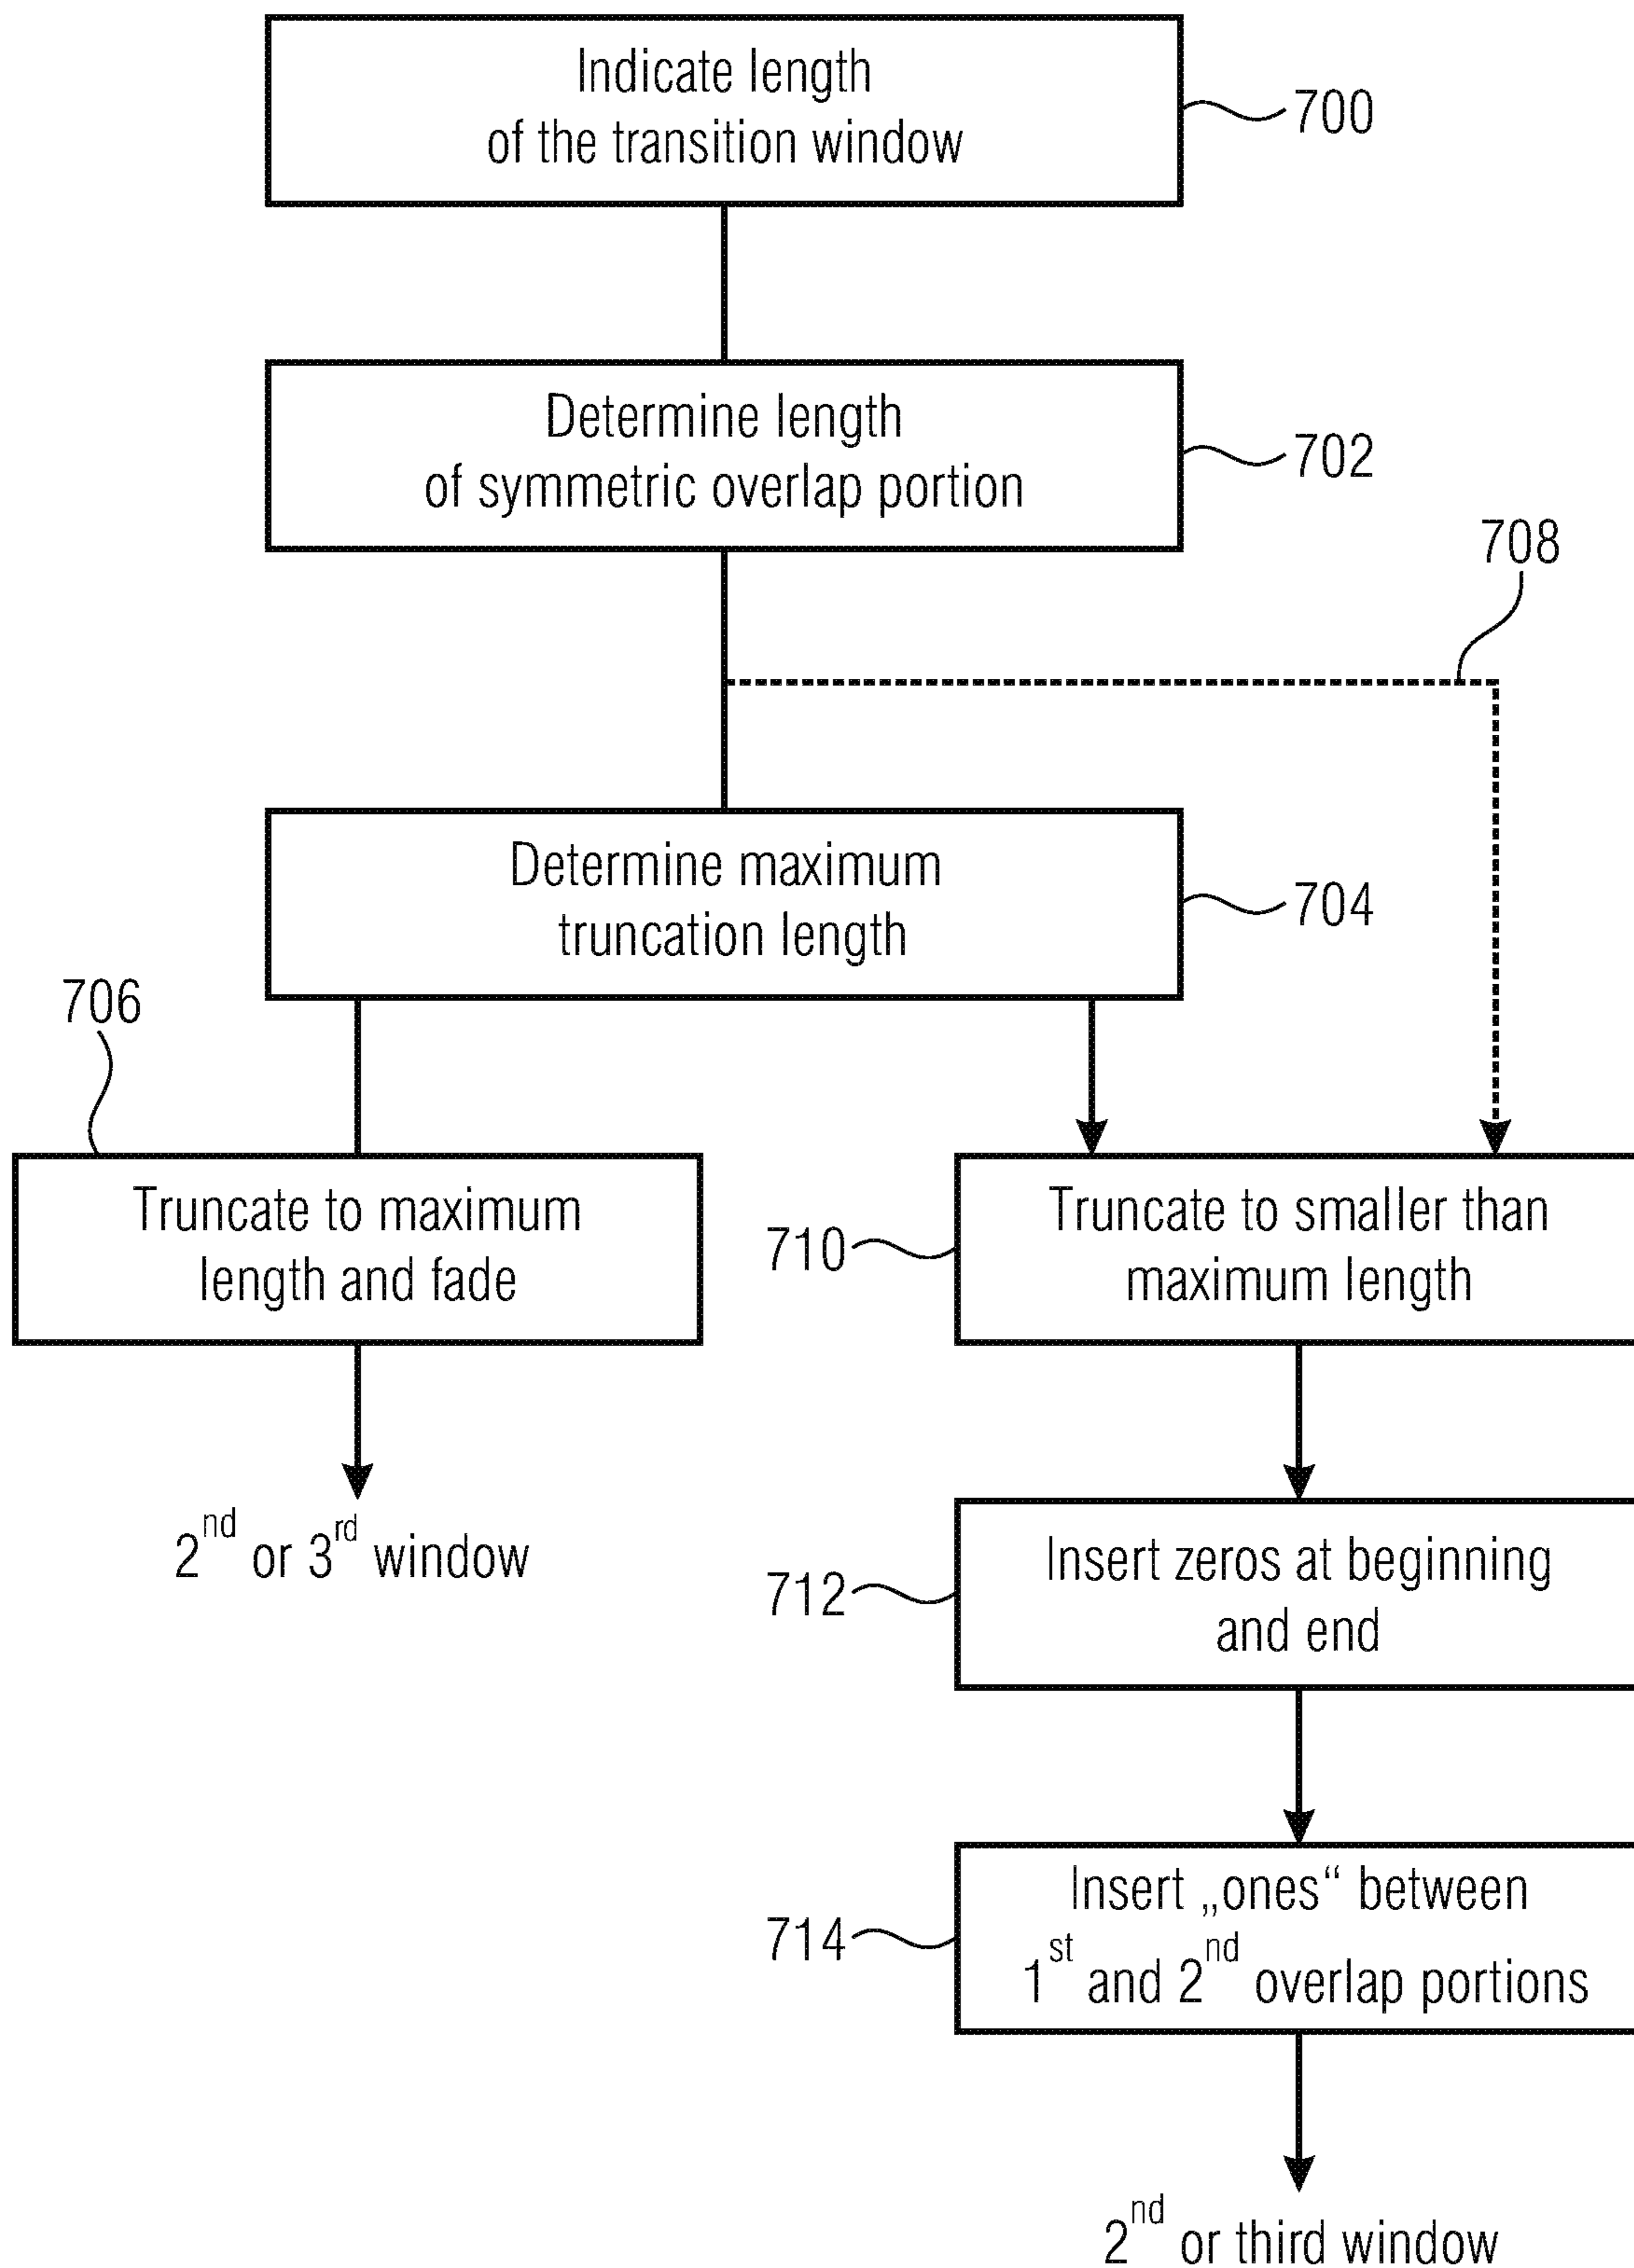 Indicate length
of the transition window
700
Determine length
of symmetric overlap portion
702
708
Determine maximum
truncation length
704
706
Truncate to maximum
length and fade
710
Truncate to smaller than
maximum length
2nd or 3rd window
712
Insert zeros at beginning
and end
714
Insert „ones“ between
1st and 2nd overlap portions
2nd or third window